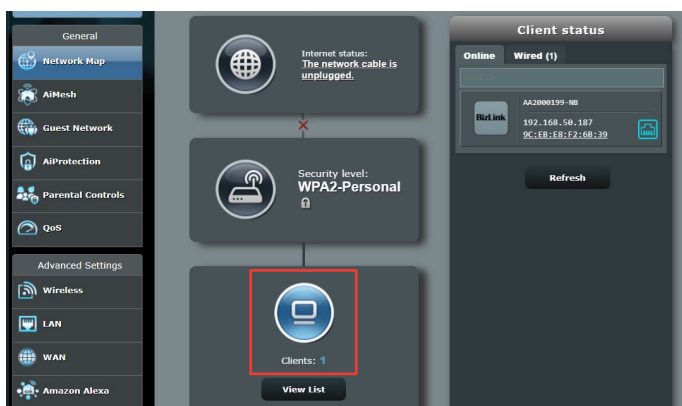 General
Network Map
AiMesh
Guest Network
AiProtection
Parental Controls
QoS
Advanced Settings
Wireless
LAN
WAN
Amazon Alexa
Internet status:
The network cable is
unplugged.
Security level:
WPA2-Personal
Clients: 1
View List
Client status
Online Wired (1)
Search
BizLink
AA2000199-NB
192.168.50.187
9C:EB:E8:F2:6B:39
Refresh